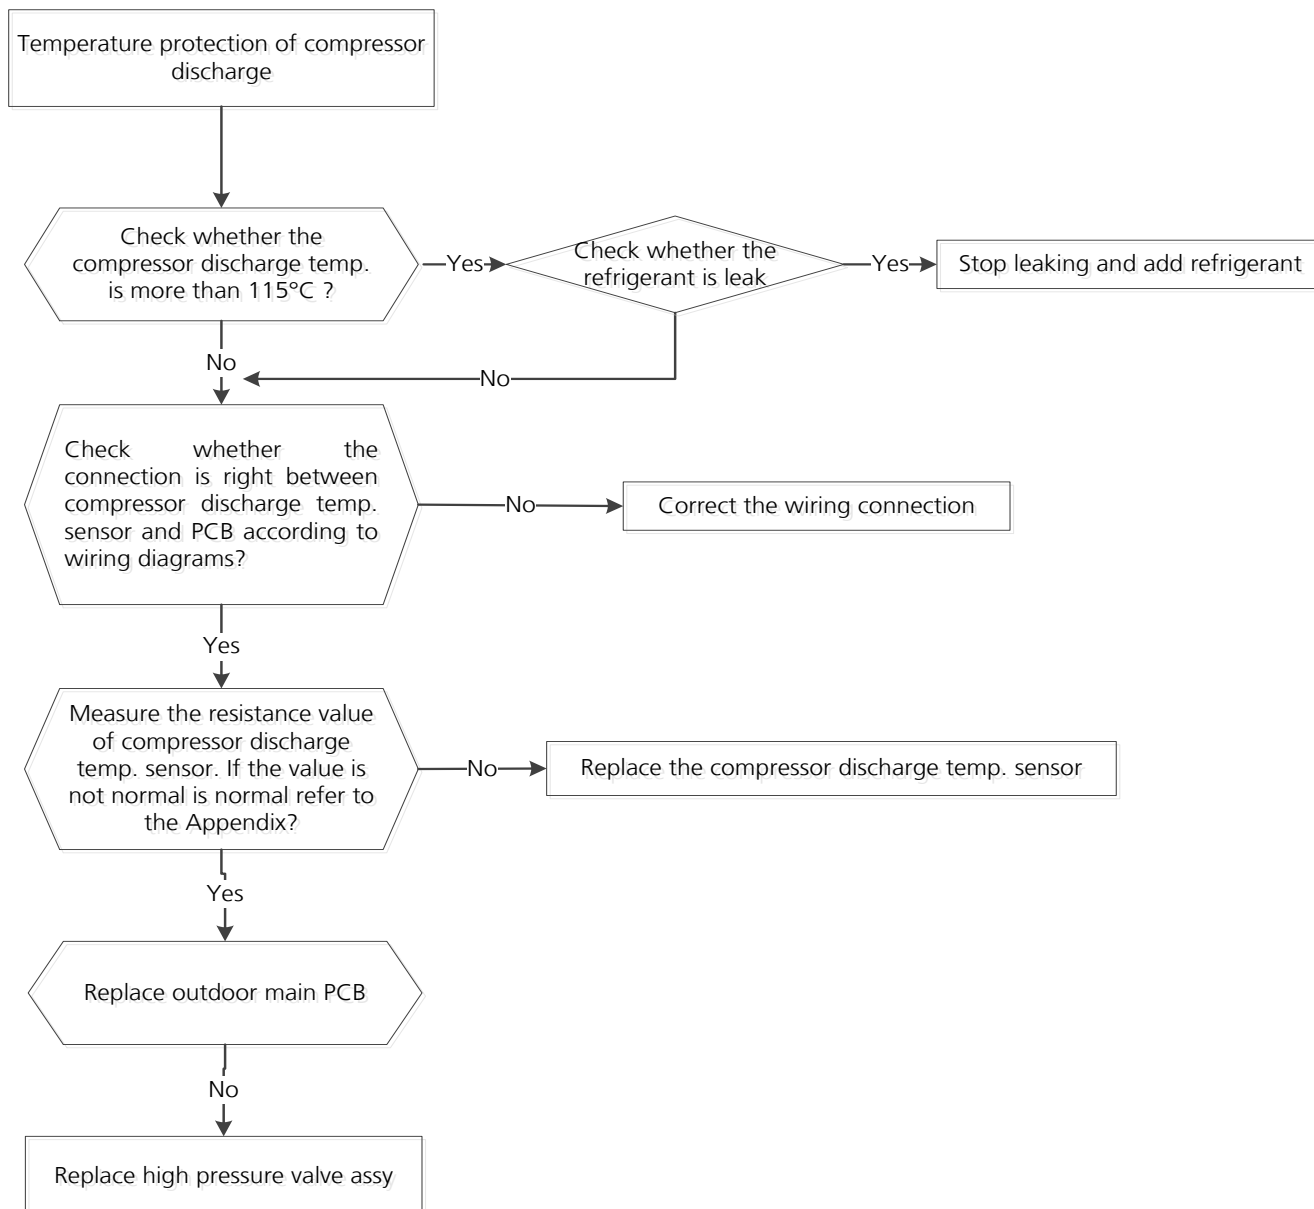 Temperature protection of compressor
discharge
Check whether the
compressor discharge temp.
is more than 115°C ?
Yes
Check whether the
refrigerant is leak
Yes
Stop leaking and add refrigerant
No
No
Check whether the
connection is right between
compressor discharge temp.
sensor and PCB according to
wiring diagrams?
No
Correct the wiring connection
Yes
Measure the resistance value
of compressor discharge
temp. sensor. If the value is
not normal is normal refer to
the Appendix?
No
Replace the compressor discharge temp. sensor
Yes
Replace outdoor main PCB
No
Replace high pressure valve assy